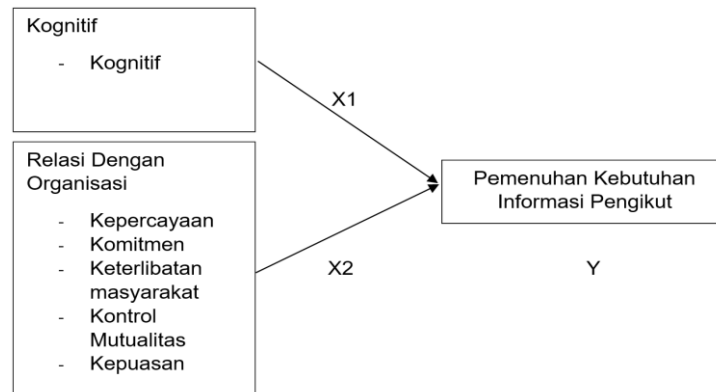 Kognitif
- Kognitif
X1
Relasi Dengan
Organisasi
- Kepercayaan
- Komitmen
- Keterlibatan
masyarakat
- Kontrol
Mutualitas
- Kepuasan
X2
Pemenuhan Kebutuhan
Informasi Pengikut
Y